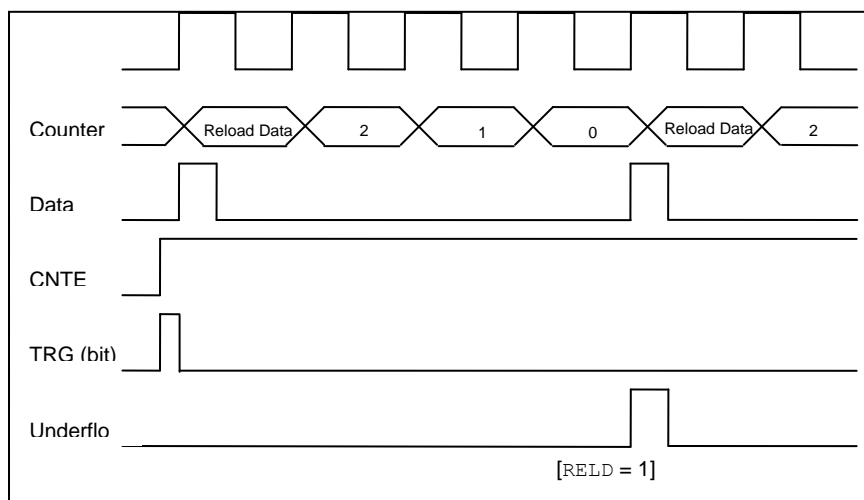 Counter Reload Data 2 1 0 Reload Data 2
Data
CNTE
TRG (bit)
Underflo
[RELD = 1]